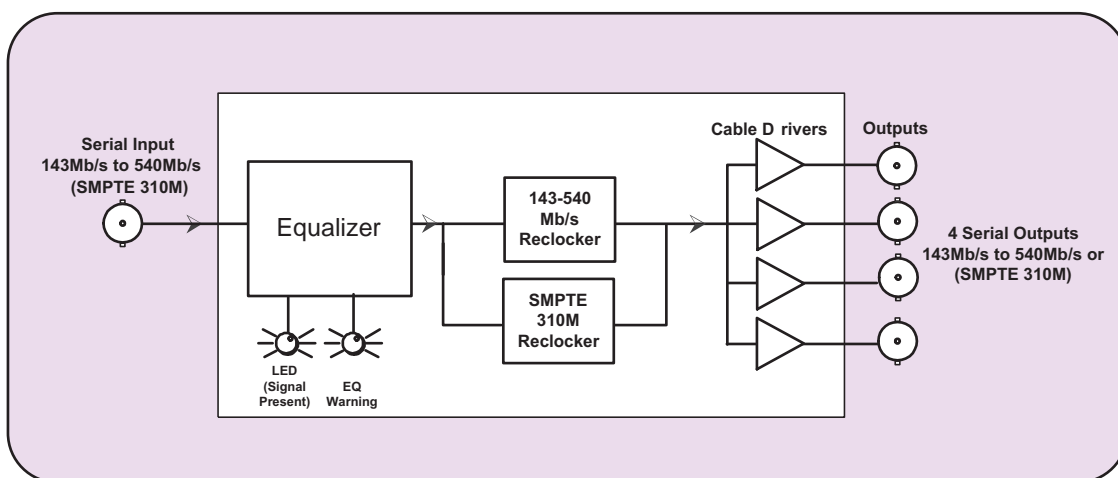 Serial Input
143Mb/s to 540Mb/s
(SMPTE 310M)
Equalizer
LED
(Signal
Present)
EQ
Warning
143-540
Mb/s
Reclocker
SMPTE
310M
Reclocker
Cable D rivers
Outputs
4 Serial Outputs
143Mb/s to 540Mb/s or
(SMPTE 310M)